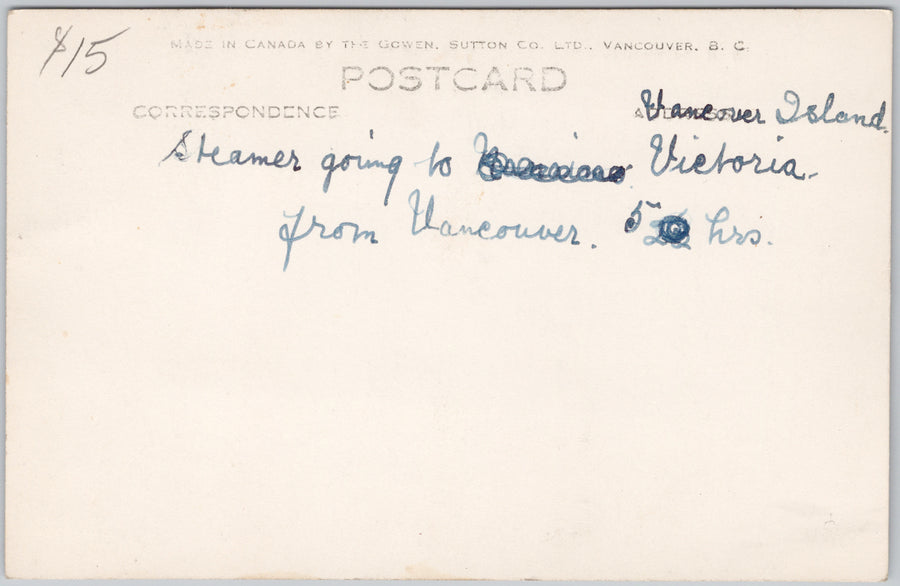 $15
MADE IN CANADA BY THE GOWEN, SUTTON CO. LTD., VANCOUVER, B. C.
POSTCARD
CORRESPONDENCE
Vancouver Island.
Steamer going to Victoria.
from Vancouver. 5 hrs.